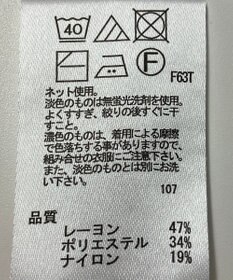 40
F
F63T
ネット使用。
淡色のものは無蛍光洗剤を使用。
よくすすぎ、絞りの後すぐに干
すこと。
濃色のものは、着用による摩擦
で色落ちする事がありますので、
組み合せの衣服にご注意下さい。
また、淡色のものとは別にお洗
い下さい。
107
品質
レーヨン 47%
ポリエステル 34%
ナイロン 19%